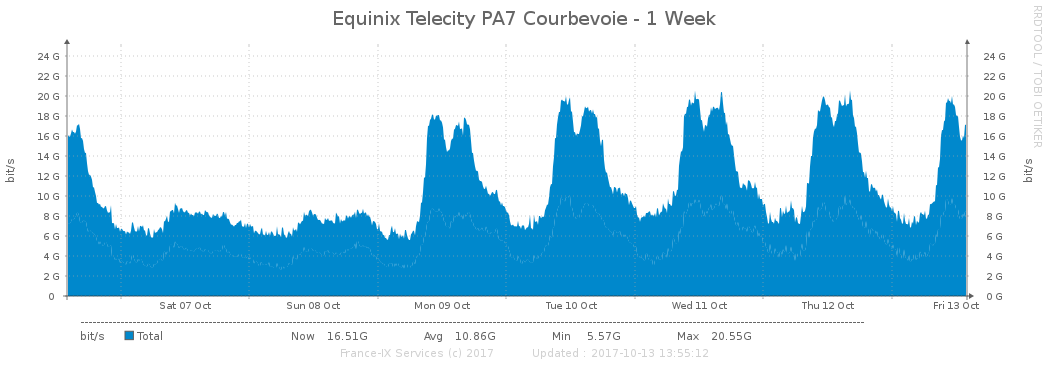 Equinix Telecity PA7 Courbevoie - 1 Week
RRDTOOL / TOBI OETIKER
bit/s
24 G 24 G
22 G 22 G
20 G 20 G
18 G 18 G
16 G 16 G
14 G 14 G
12 G 12 G
10 G 10 G
8 G 8 G
6 G 6 G
4 G 4 G
2 G 2 G
0 0 G
bit/s
Sat 07 Oct Sun 08 Oct Mon 09 Oct Tue 10 Oct Wed 11 Oct Thu 12 Oct Fri 13 Oct
bit/s Total Now 16.51G Avg 10.86G Min 5.57G Max 20.55G
France-IX Services (c) 2017 Updated : 2017-10-13 13:55:12